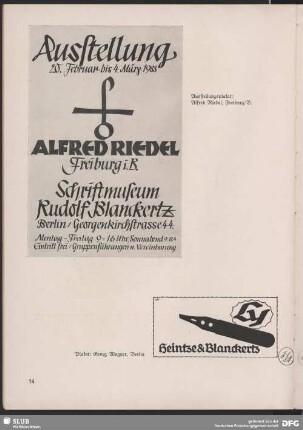 Ausstellung
20. Februar bis 4. März 1933
ALFRED RIEDEL
Freiburg i. B.
Schriftmuseum
Rudolf Blanckertz
Berlin / Georgenkirchstrasse 44.
Montag - Freitag 9-16 Uhr, Sonnabend
Eintritt frei / Gruppenführungen n. Vereinbarung
Ausstellungsplakat:
Alfred Riedel, Freiburg/B.
Heintze & Blanckertz
Plakat: Georg Wagner, Berlin
14
SLUB
Wir führen Wissen.
gefördert von der
Deutschen Forschungsgemeinschaft
DFG